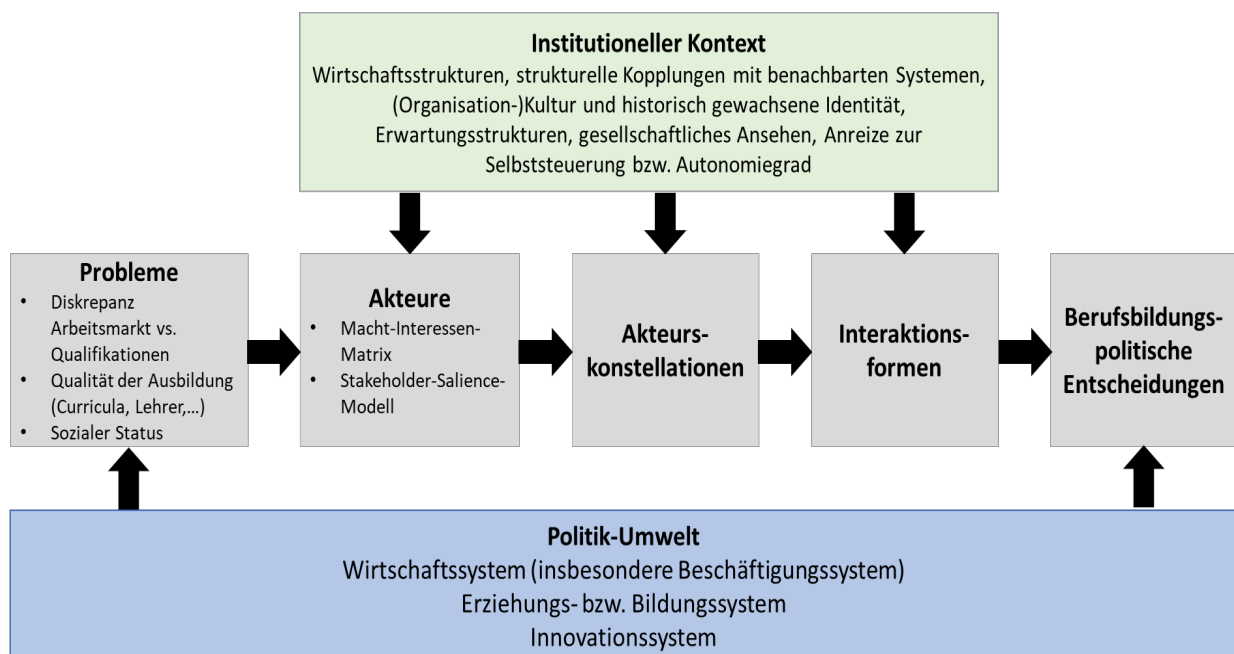 Institutioneller Kontext
Wirtschaftsstrukturen, strukturelle Kopplungen mit benachbarten Systemen,
(Organisation-)Kultur und historisch gewachsene Identität,
Erwartungsstrukturen, gesellschaftliches Ansehen, Anreize zur
Selbststeuerung bzw. Autonomiegrad
Probleme
• Diskrepanz
Arbeitsmarkt vs.
Qualifikationen
• Qualität der Ausbildung
(Curricula, Lehrer,...)
• Sozialer Status
Akteure
• Macht-Interessen-
Matrix
• Stakeholder-Salience-
Modell
Akteurs-
konstellationen
Interaktions-
formen
Berufsbildungs-
politische
Entscheidungen
Politik-Umwelt
Wirtschaftssystem (insbesondere Beschäftigungssystem)
Erziehungs- bzw. Bildungssystem
Innovationssystem